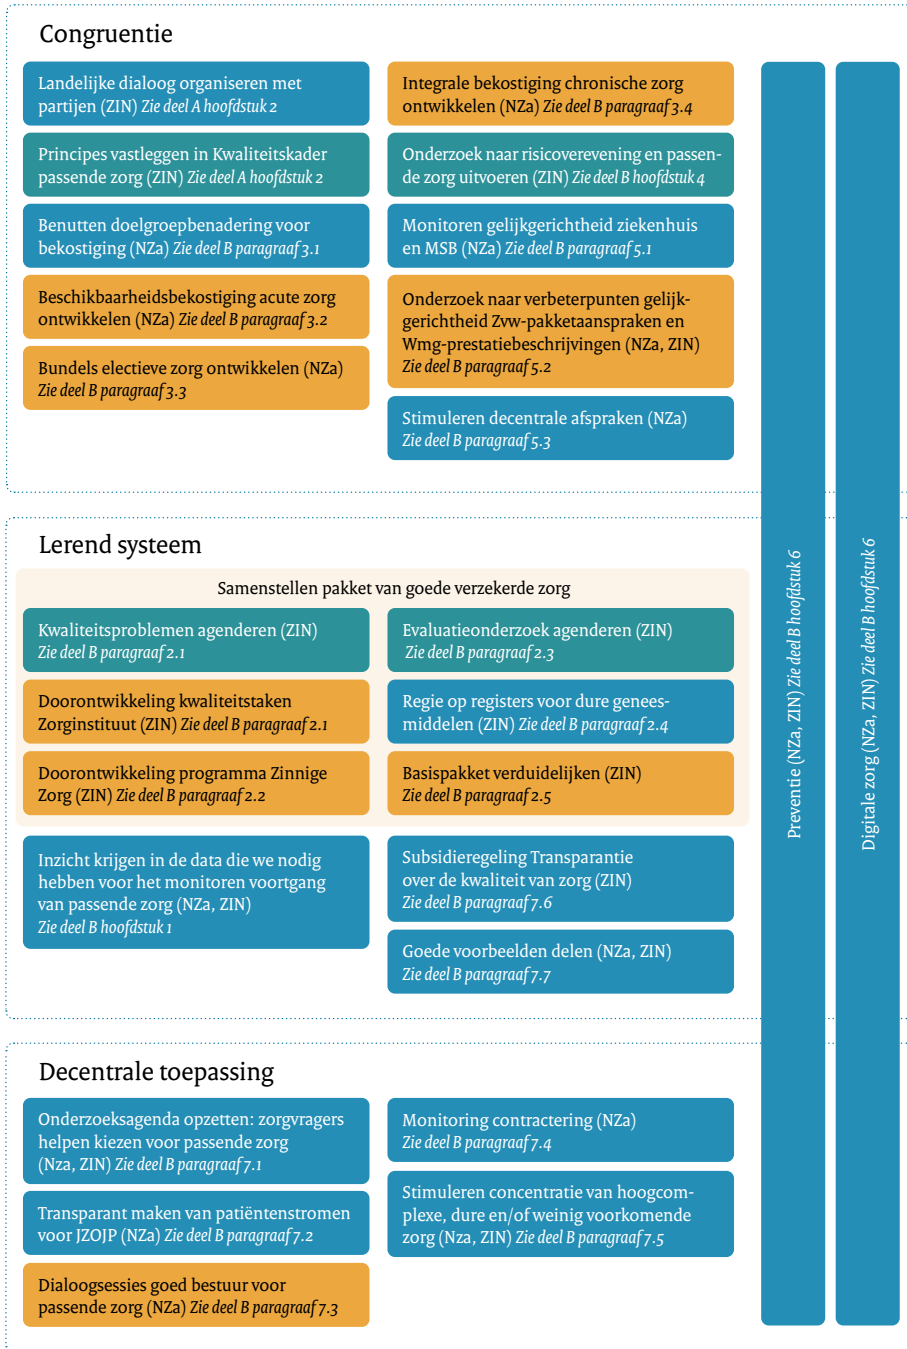 Congruentie
Landelijke dialoog organiseren met
partijen (ZIN) Zie deel A hoofdstuk 2
Principes vastleggen in Kwaliteitskader
passende zorg (ZIN) Zie deel A hoofdstuk 2
Benutten doelgroepbenadering voor
bekostiging (NZa) Zie deel B paragraaf 3.1
Beschikbaarheidsbekostiging acute zorg
ontwikkelen (NZa) Zie deel B paragraaf 3.2
Bundels electieve zorg ontwikkelen (NZa)
Zie deel B paragraaf 3.3
Integrale bekostiging chronische zorg
ontwikkelen (NZa) Zie deel B paragraaf 3.4
Onderzoek naar risicoverevening en passen-
de zorg uitvoeren (ZIN) Zie deel B hoofdstuk 4
Monitoren gelijkgerichtheid ziekenhuis
en MSB (NZa) Zie deel B paragraaf 5.1
Onderzoek naar verbeterpunten gelijk-
gerichtheid Zvw-pakketaanspraken en
Wmg-prestatiebeschrijvingen (NZa, ZIN)
Zie deel B paragraaf 5.2
Stimuleren decentrale afspraken (NZa)
Zie deel B paragraaf 5.3
Lerend systeem
Samenstellen pakket van goede verzekerde zorg
Kwaliteitsproblemen agenderen (ZIN)
Zie deel B paragraaf 2.1
Doorontwikkeling kwaliteitstaken
Zorginstituut (ZIN) Zie deel B paragraaf 2.1
Doorontwikkeling programma Zinnige
Zorg (ZIN) Zie deel B paragraaf 2.2
Evaluatieonderzoek agenderen (ZIN)
Zie deel B paragraaf 2.3
Regie op registers voor dure genees-
middelen (ZIN) Zie deel B paragraaf 2.4
Basispakket verduidelijken (ZIN)
Zie deel B paragraaf 2.5
Inzicht krijgen in de data die we nodig
hebben voor het monitoren voortgang
van passende zorg (NZa, ZIN)
Zie deel B hoofdstuk 1
Subsidieregeling Transparantie
over de kwaliteit van zorg (ZIN)
Zie deel B paragraaf 7.6
Goede voorbeelden delen (NZa, ZIN)
Zie deel B paragraaf 7.7
Decentrale toepassing
Onderzoeksagenda opzetten: zorgvragers
helpen kiezen voor passende zorg
(Nza, ZIN) Zie deel B paragraaf 7.1
Transparant maken van patiëntenstromen
voor JZOJP (NZa) Zie deel B paragraaf 7.2
Dialoogsessies goed bestuur voor
passende zorg (NZa) Zie deel B paragraaf 7.3
Monitoring contractering (NZa)
Zie deel B paragraaf 7.4
Stimuleren concentratie van hoogcom-
plexe, dure en/of weinig voorkomende
zorg (Nza, ZIN) Zie deel B paragraaf 7.5
Preventie (NZa, ZIN) Zie deel B hoofdstuk 6
Digitale zorg (NZa, ZIN) Zie deel B hoofdstuk 6